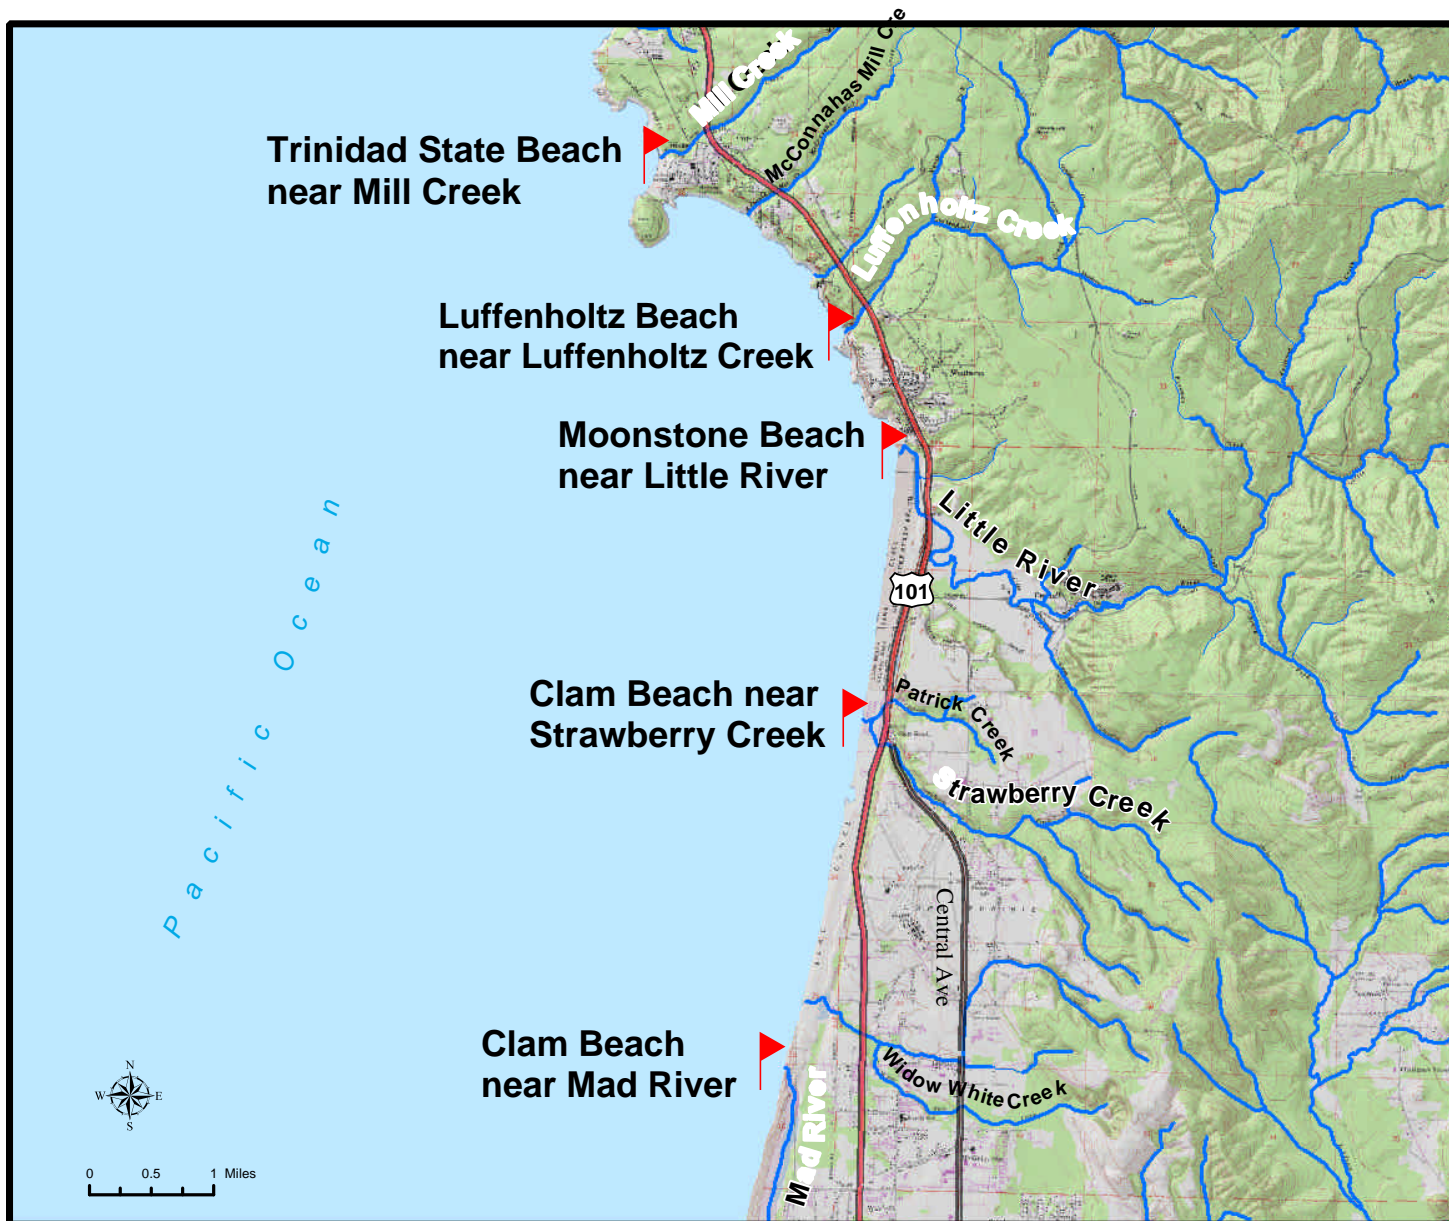 Mill Creek
McConnahas Mill Cre
Trinidad State Beach
near Mill Creek
Luffenholtz Creek
Luffenholtz Beach
near Luffenholtz Creek
Moonstone Beach
near Little River
Little River
101
Pacific Ocean
Clam Beach near
Strawberry Creek
Patrick Creek
Strawberry Creek
Central Ave
Clam Beach
near Mad River
Widow White Creek
Mad River
N
W E
S
0 0.5 1 Miles